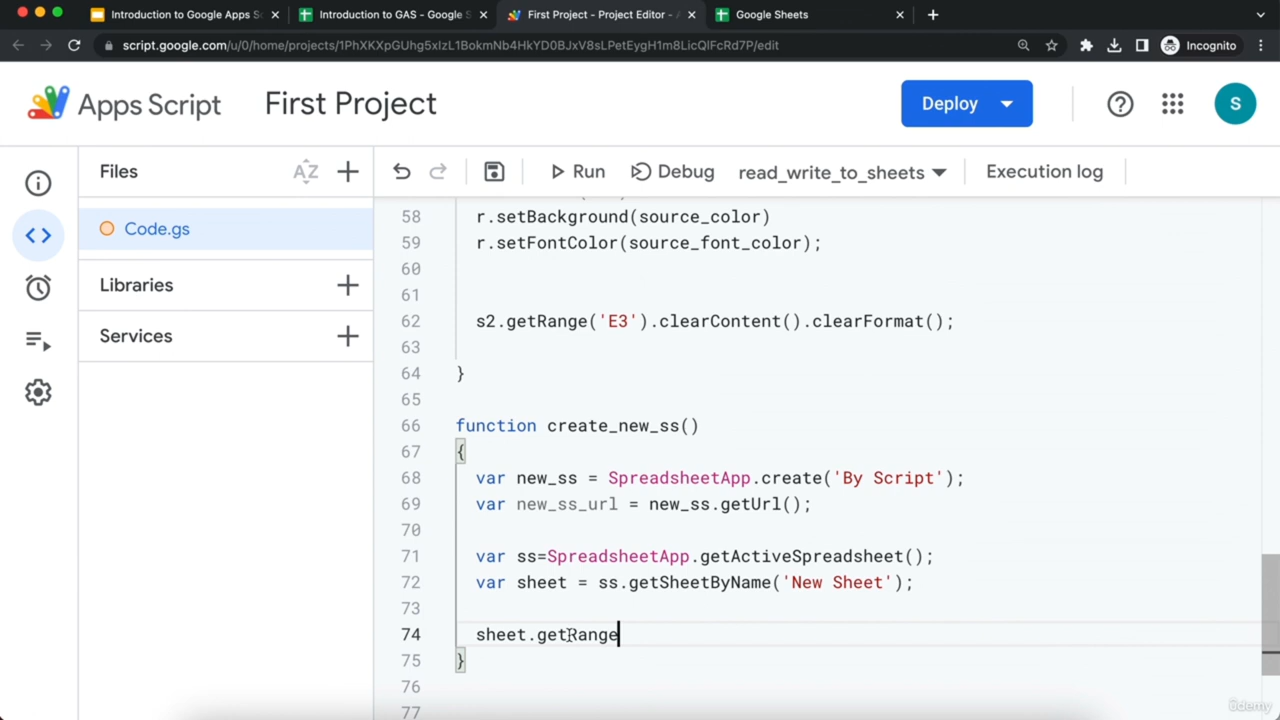 Introduction to Google Apps S
Introduction to GAS - Google S
First Project - Project Editor - A
Google Sheets
script.google.com/u/0/home/projects/1PhXKXpGUhg5xIzL1BokmNb4HkYD0BJxV8sLPetEygH1m8LicQlFcRd7P/edit
Incognito
Apps Script
First Project
Deploy
S
Files
AZ
Run
Debug
read_write_to_sheets
Execution log
Code.gs
Libraries
Services
58 r.setBackground(source_color)
59 r.setFontColor(source_font_color);
60
61
62 s2.getRange('E3').clearContent().clearFormat();
63
64 }
65
66 function create_new_ss()
67 {
68 var new_ss = SpreadsheetApp.create('By Script');
69 var new_ss_url = new_ss.getUrl();
70
71 var ss=SpreadsheetApp.getActiveSpreadsheet();
72 var sheet = ss.getSheetByName('New Sheet');
73
74 sheet.getRange
75 }
76
77
ûdemy